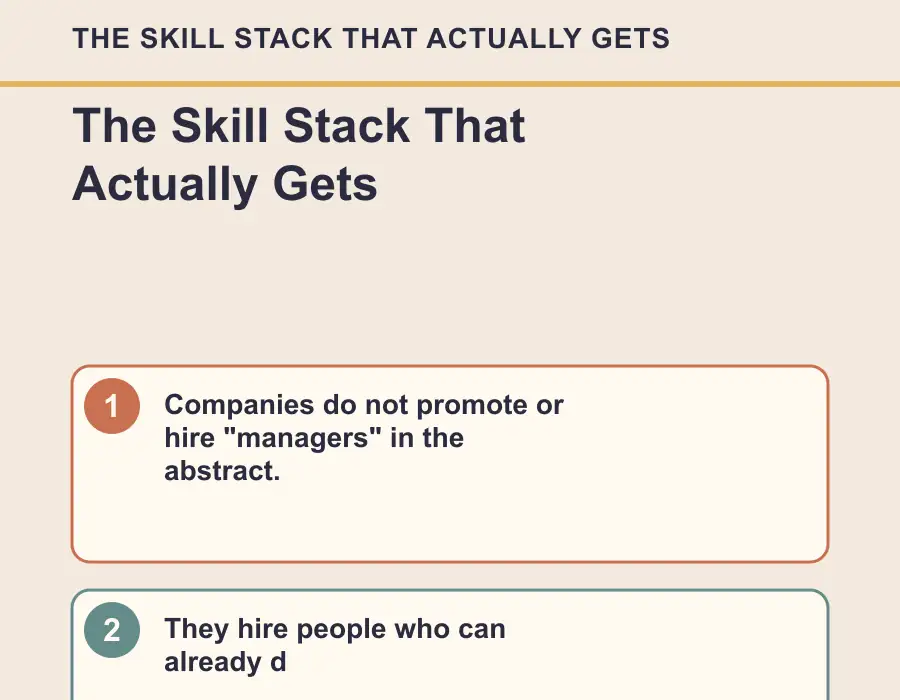 THE SKILL STACK THAT ACTUALLY GETS
The Skill Stack That
Actually Gets
1
Companies do not promote or
hire "managers" in the
abstract.
2
They hire people who can
already d